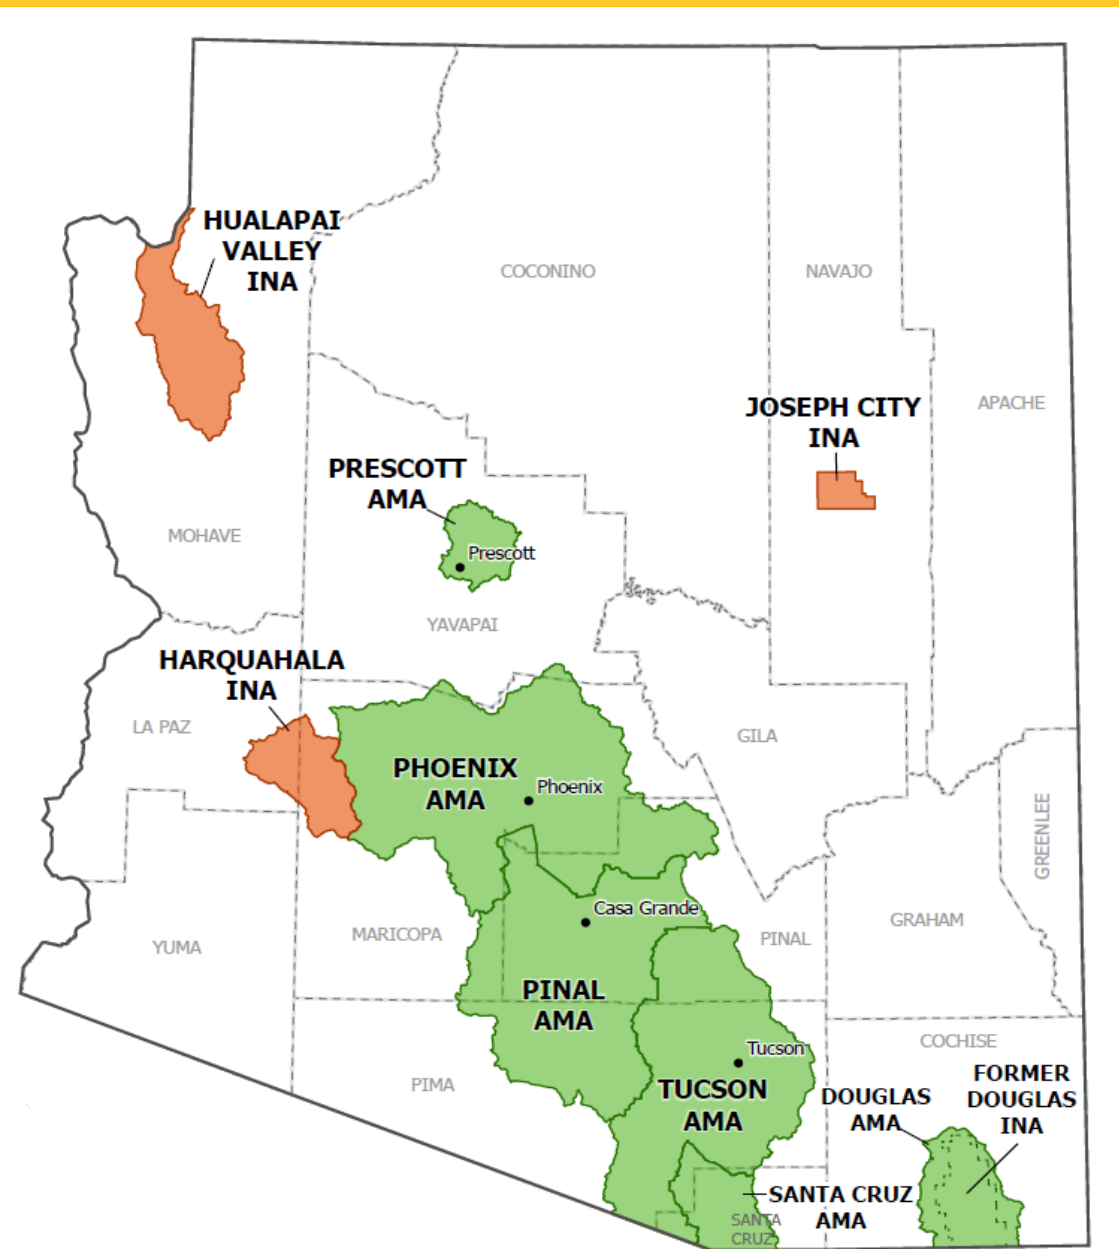 HUALAPAI
VALLEY
INA
COCONINO
NAVAJO
APACHE
JOSEPH CITY
INA
PRESCOTT
AMA
Prescott
MOHAVE
YAVAPAI
HARQUAHALA
INA
LA PAZ
GILA
PHOENIX
AMA
Phoenix
GREENLEE
Casa Grande
GRAHAM
YUMA
MARICOPA
PINAL
PINAL
AMA
COCHISE
Tucson
PIMA
TUCSON
AMA
DOUGLAS
AMA
FORMER
DOUGLAS
INA
SANTA CRUZ
AMA
SANTA
CRUZ